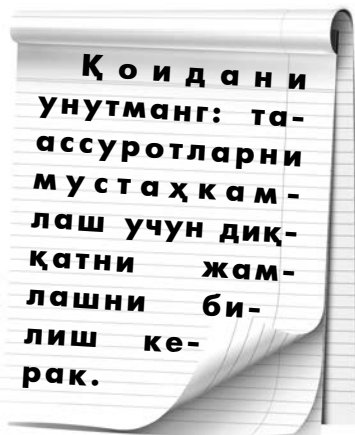 Қоидани
унутманг: та-
ассуротларни
мустаҳкам-
лаш учун диқ-
қатни жам-
лашни би-
лиш ке-
рак.